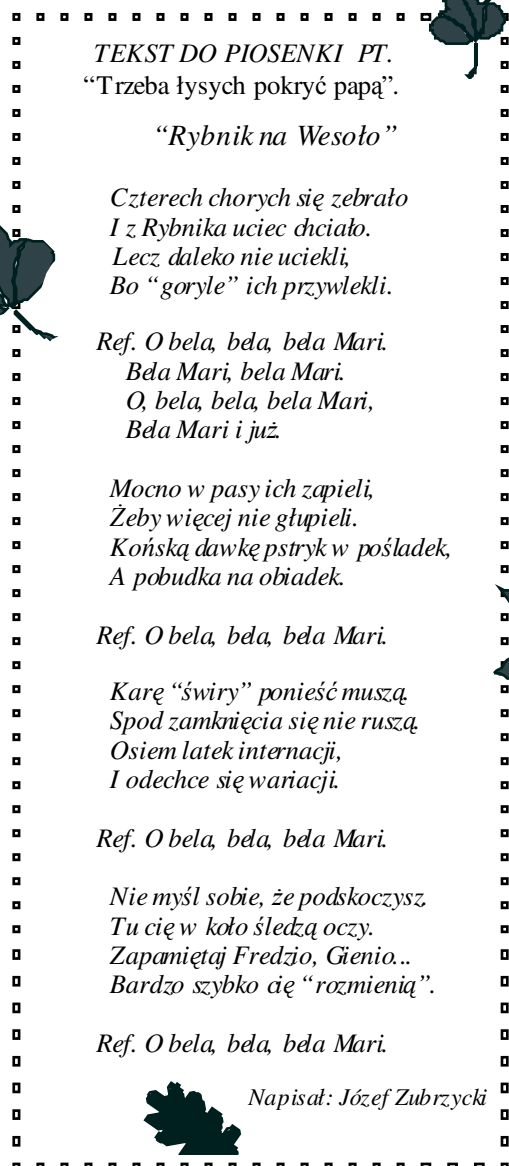 TEKST DO PIOSENKI PT.
“Trzeba łysych pokryć papą”.
“Rybnik na Wesoło”
Czterech chorych się zebrało
I z Rybnika uciec chciało.
Lecz daleko nie uciekli,
Bo “goryle” ich przywlekli.
Ref. O bela, bela, bela Mari.
Bela Mari, bela Mari.
O, bela, bela, bela Mari,
Bela Mari i już.
Mocno w pasy ich zapieli,
Żeby więcej nie głupieli.
Końską dawkę pstryk w pośladek,
A pobudka na obiadek.
Ref. O bela, bela, bela Mari.
Karę “świry” ponieść muszą.
Spod zamknięcia się nie ruszą.
Osiem latek internacji,
I odechce się wariacji.
Ref. O bela, bela, bela Mari.
Nie myśl sobie, że podskoczysz.
Tu cię w koło śledzą oczy.
Zapamiętaj Fredzio, Gienio...
Bardzo szybko cię “rozmienią”.
Ref. O bela, bela, bela Mari.
Napisał: Józef Zubrzycki